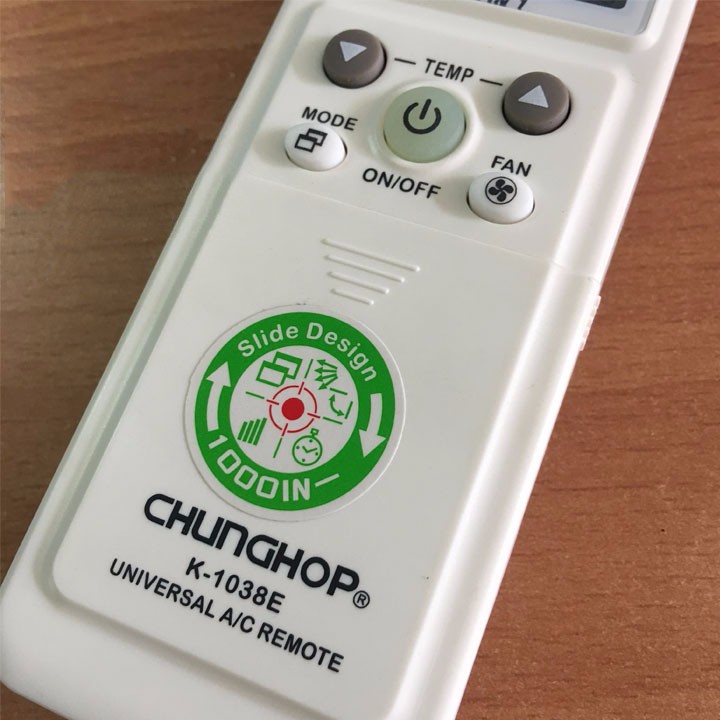 TEMP
MODE
ON/OFF
FAN
Slide Design
1000IN—
CHUNGHOP®
K-1038E
UNIVERSAL A/C REMOTE